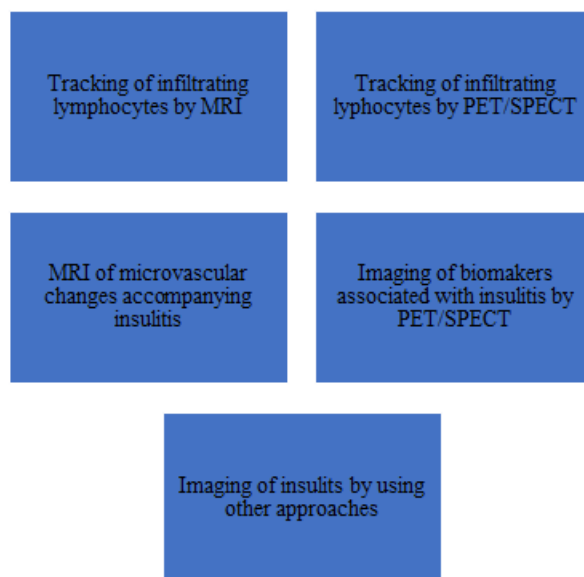 Tracking of infiltrating
lymphocytes by MRI
Tracking of infiltrating
lyphocytes by PET/SPECT
MRI of microvascular
changes accompanying
insulitis
Imaging of biomakers
associated with insulitis by
PET/SPECT
Imaging of insulits by using
other approaches